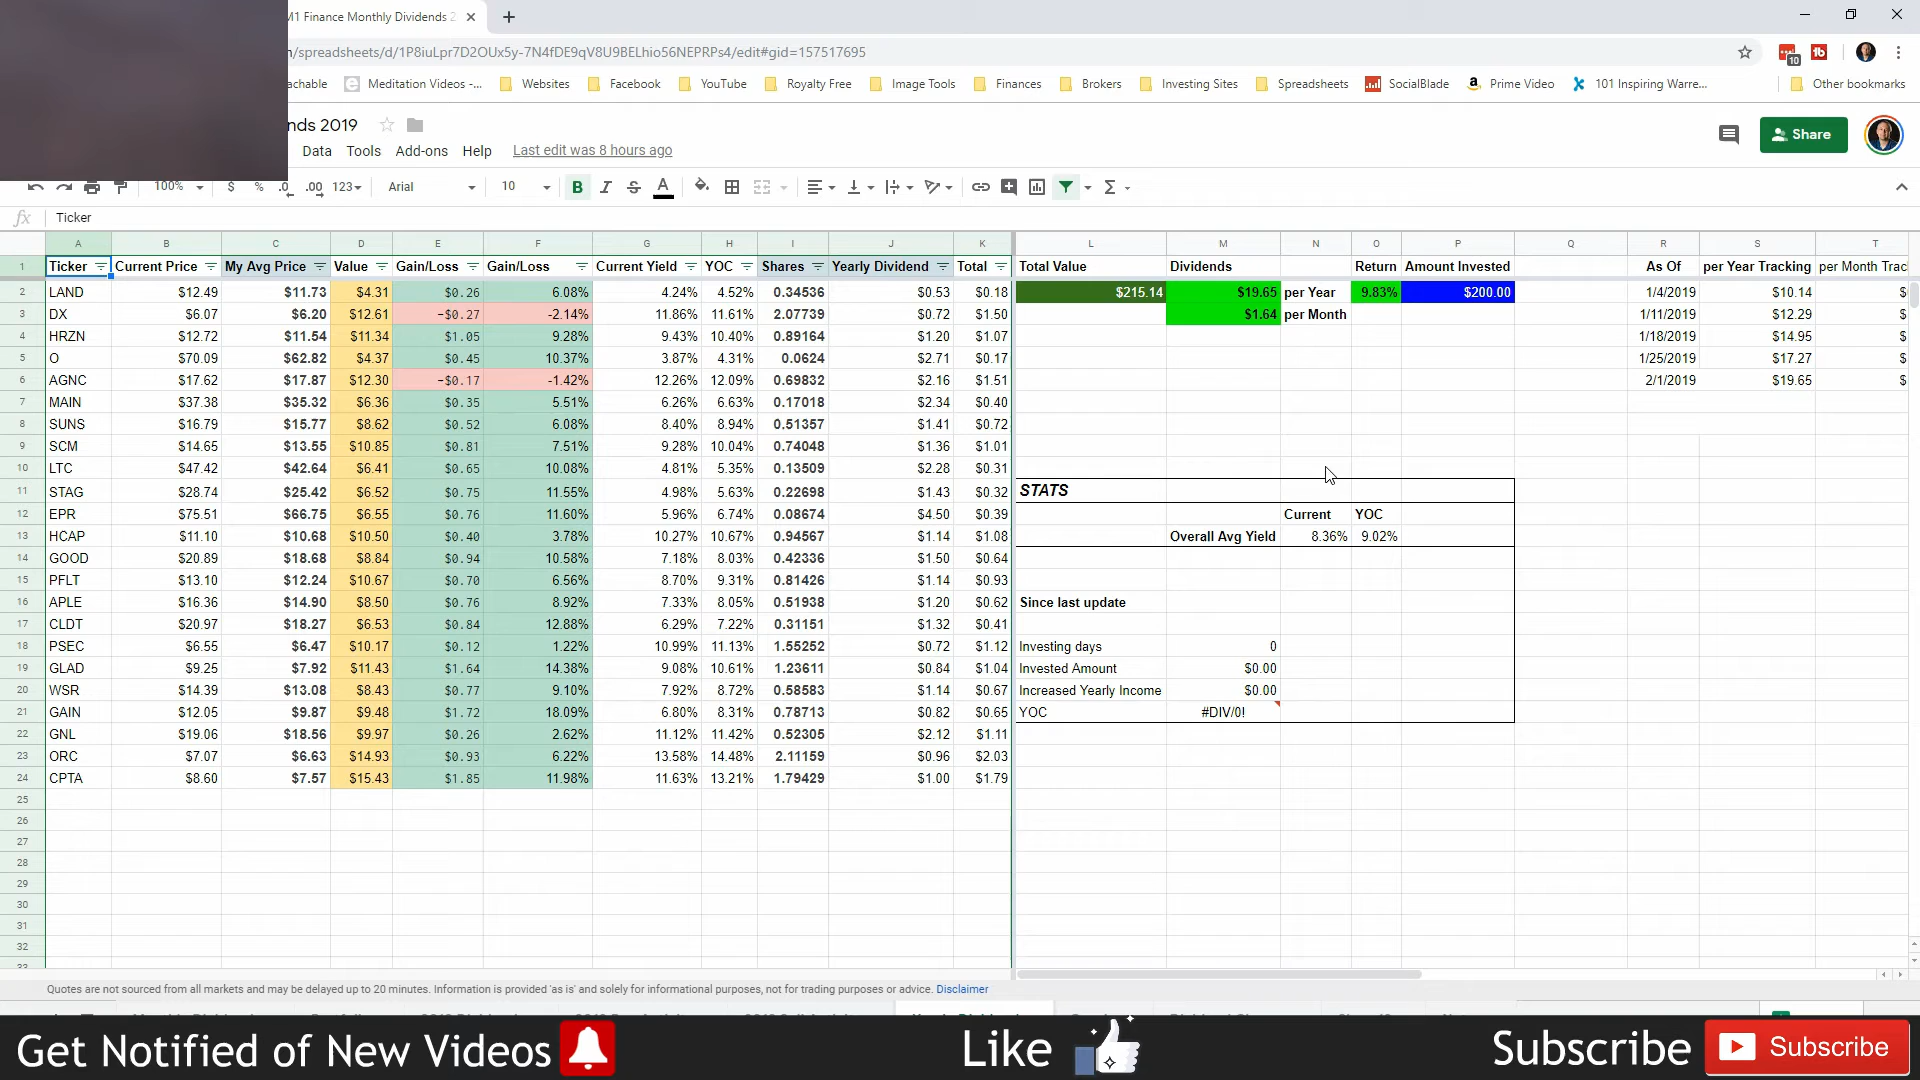 M1 Finance Monthly Dividends 2
/spreadsheets/d/1P8iuLpr7D2OUx5y-7N4fDE9qV8U9BELhio56NEPRPs4/edit#gid=157517695
10
achable Meditation Videos -... Websites Facebook YouTube Royalty Free Image Tools Finances Brokers Investing Sites Spreadsheets SocialBlade Prime Video 101 Inspiring Warre... Other bookmarks
nds 2019
Share
Data Tools Add-ons Help Last edit was 8 hours ago
100% $ % .0 .00 123 Arial 10 B I S A Σ
fx Ticker
A B C D E F G H I J K L M N O P Q R S T
1 Ticker Current Price My Avg Price Value Gain/Loss Gain/Loss Current Yield YOC Shares Yearly Dividend Total Total Value Dividends Return Amount Invested As Of per Year Tracking per Month Trac
2 LAND $12.49 $11.73 $4.31 $0.26 6.08% 4.24% 4.52% 0.34536 $0.53 $0.18 $215.14 $19.65 per Year 9.83% $200.00 1/4/2019 $10.14 $
3 DX $6.07 $6.20 $12.61 -$0.27 -2.14% 11.86% 11.61% 2.07739 $0.72 $1.50 $1.64 per Month 1/11/2019 $12.29 $
4 HRZN $12.72 $11.54 $11.34 $1.05 9.28% 9.43% 10.40% 0.89164 $1.20 $1.07 1/18/2019 $14.95 $
5 O $70.09 $62.82 $4.37 $0.45 10.37% 3.87% 4.31% 0.0624 $2.71 $0.17 1/25/2019 $17.27 $
6 AGNC $17.62 $17.87 $12.30 -$0.17 -1.42% 12.26% 12.09% 0.69832 $2.16 $1.51 2/1/2019 $19.65 $
7 MAIN $37.38 $35.32 $6.36 $0.35 5.51% 6.26% 6.63% 0.17018 $2.34 $0.40
8 SUNS $16.79 $15.77 $8.62 $0.52 6.08% 8.40% 8.94% 0.51357 $1.41 $0.72
9 SCM $14.65 $13.55 $10.85 $0.81 7.51% 9.28% 10.04% 0.74048 $1.36 $1.01
10 LTC $47.42 $42.64 $6.41 $0.65 10.08% 4.81% 5.35% 0.13509 $2.28 $0.31
11 STAG $28.74 $25.42 $6.52 $0.75 11.55% 4.98% 5.63% 0.22698 $1.43 $0.32 STATS
12 EPR $75.51 $66.75 $6.55 $0.76 11.60% 5.96% 6.74% 0.08674 $4.50 $0.39 Current YOC
13 HCAP $11.10 $10.68 $10.50 $0.40 3.78% 10.27% 10.67% 0.94567 $1.14 $1.08 Overall Avg Yield 8.36% 9.02%
14 GOOD $20.89 $18.68 $8.84 $0.94 10.58% 7.18% 8.03% 0.42336 $1.50 $0.64
15 PFLT $13.10 $12.24 $10.67 $0.70 6.56% 8.70% 9.31% 0.81426 $1.14 $0.93
16 APLE $16.36 $14.90 $8.50 $0.76 8.92% 7.33% 8.05% 0.51938 $1.20 $0.62 Since last update
17 CLDT $20.97 $18.27 $6.53 $0.84 12.88% 6.29% 7.22% 0.31151 $1.32 $0.41
18 PSEC $6.55 $6.47 $10.17 $0.12 1.22% 10.99% 11.13% 1.55252 $0.72 $1.12 Investing days 0
19 GLAD $9.25 $7.92 $11.43 $1.64 14.38% 9.08% 10.61% 1.23611 $0.84 $1.04 Invested Amount $0.00
20 WSR $14.39 $13.08 $8.43 $0.77 9.10% 7.92% 8.72% 0.58583 $1.14 $0.67 Increased Yearly Income $0.00
21 GAIN $12.05 $9.87 $9.48 $1.72 18.09% 6.80% 8.31% 0.78713 $0.82 $0.65 YOC #DIV/0!
22 GNL $19.06 $18.56 $9.97 $0.26 2.62% 11.12% 11.42% 0.52305 $2.12 $1.11
23 ORC $7.07 $6.63 $14.93 $0.93 6.22% 13.58% 14.48% 2.11159 $0.96 $2.03
24 CPTA $8.60 $7.57 $15.43 $1.85 11.98% 11.63% 13.21% 1.79429 $1.00 $1.79
25
26
27
28
29
30
31
32
33
Quotes are not sourced from all markets and may be delayed up to 20 minutes. Information is provided 'as is' and solely for informational purposes, not for trading purposes or advice. Disclaimer
Get Notified of New Videos Like Subscribe Subscribe